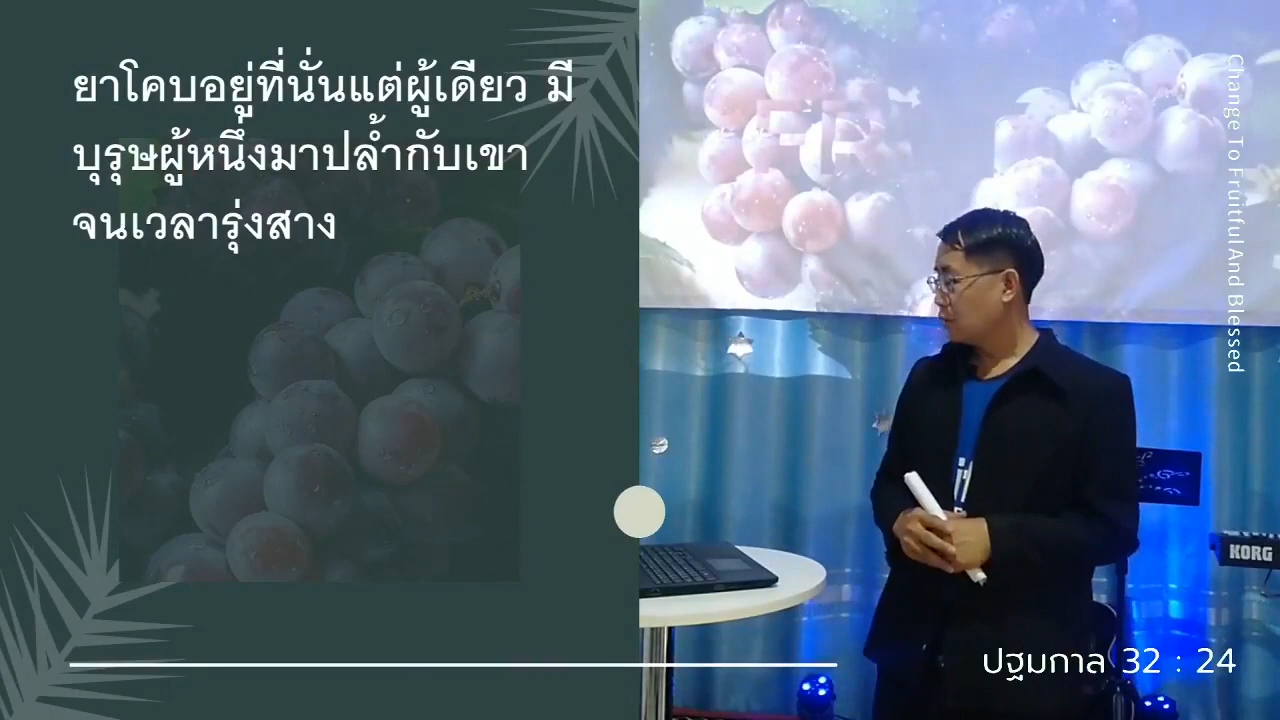 ยาโคบอยู่ที่นั่นแต่ผู้เดียว มี
บุรุษผู้หนึ่งมาปล้ำกับเขา
จนเวลารุ่งสาง
Change To Fruitful And Blessed
KORG
ปฐมกาล 32 : 24